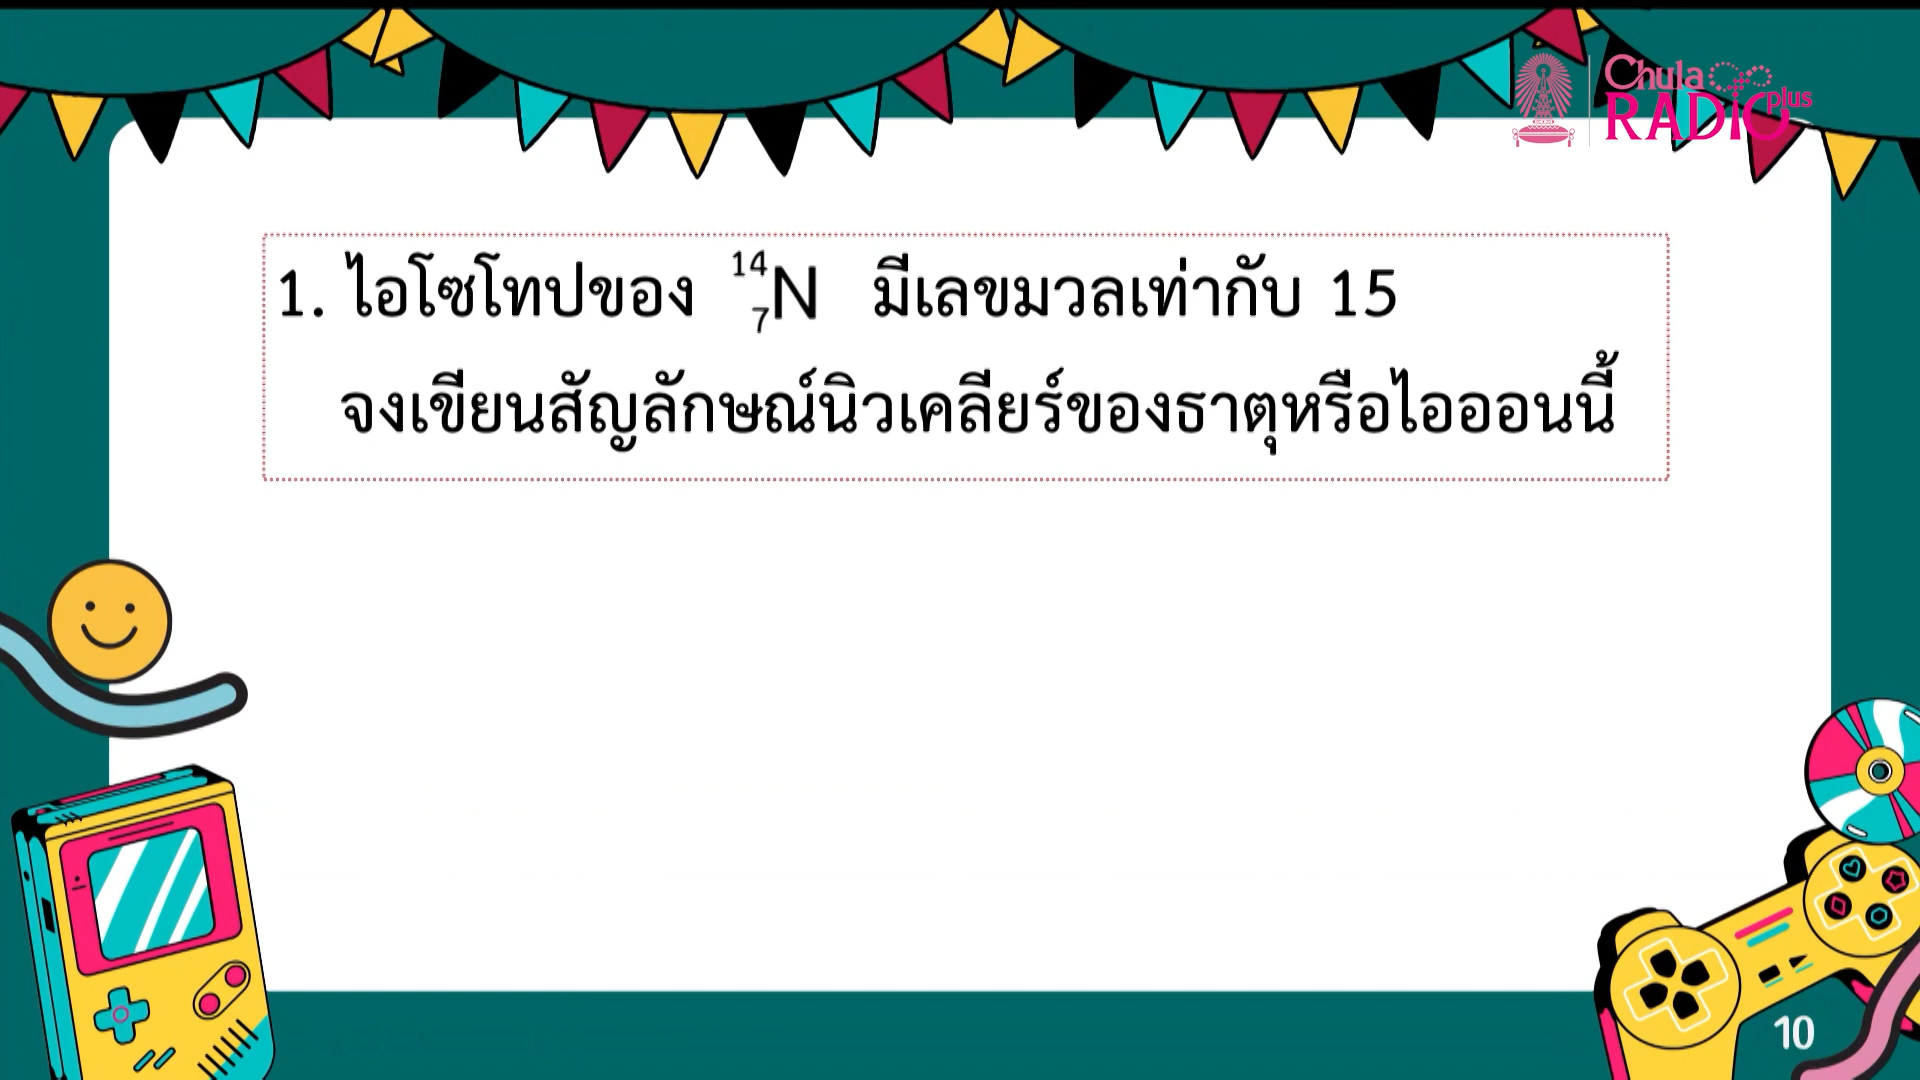 Chula
RADIO plus
1. ไอโซโทปของ ¹⁴₇N มีเลขมวลเท่ากับ 15
จงเขียนสัญลักษณ์นิวเคลียร์ของธาตุหรือไอออนนี้
10